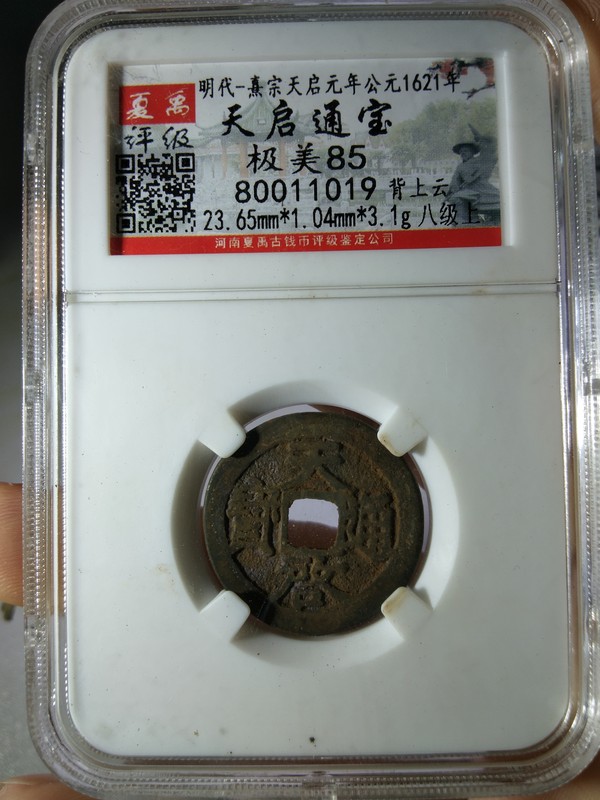 夏禹
评级
明代-熹宗天启元年公元1621年
天启通宝
极美85
80011019 背上云
23.65mm*1.04mm*3.1g 八级上
河南夏禹古钱币评级鉴定公司
天啟通寶